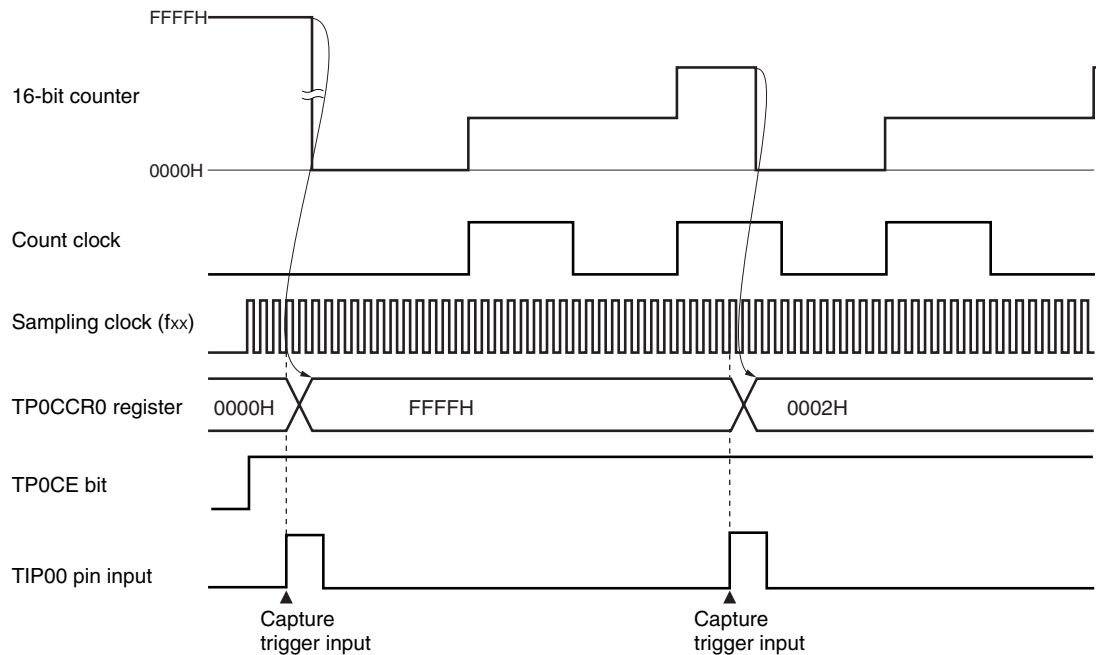 FFFFH
16-bit counter
0000H
Count clock
Sampling clock (fxx)
TP0CCR0 register
0000H
FFFFH
0002H
TP0CE bit
TIP00 pin input
Capture
trigger input
Capture
trigger input